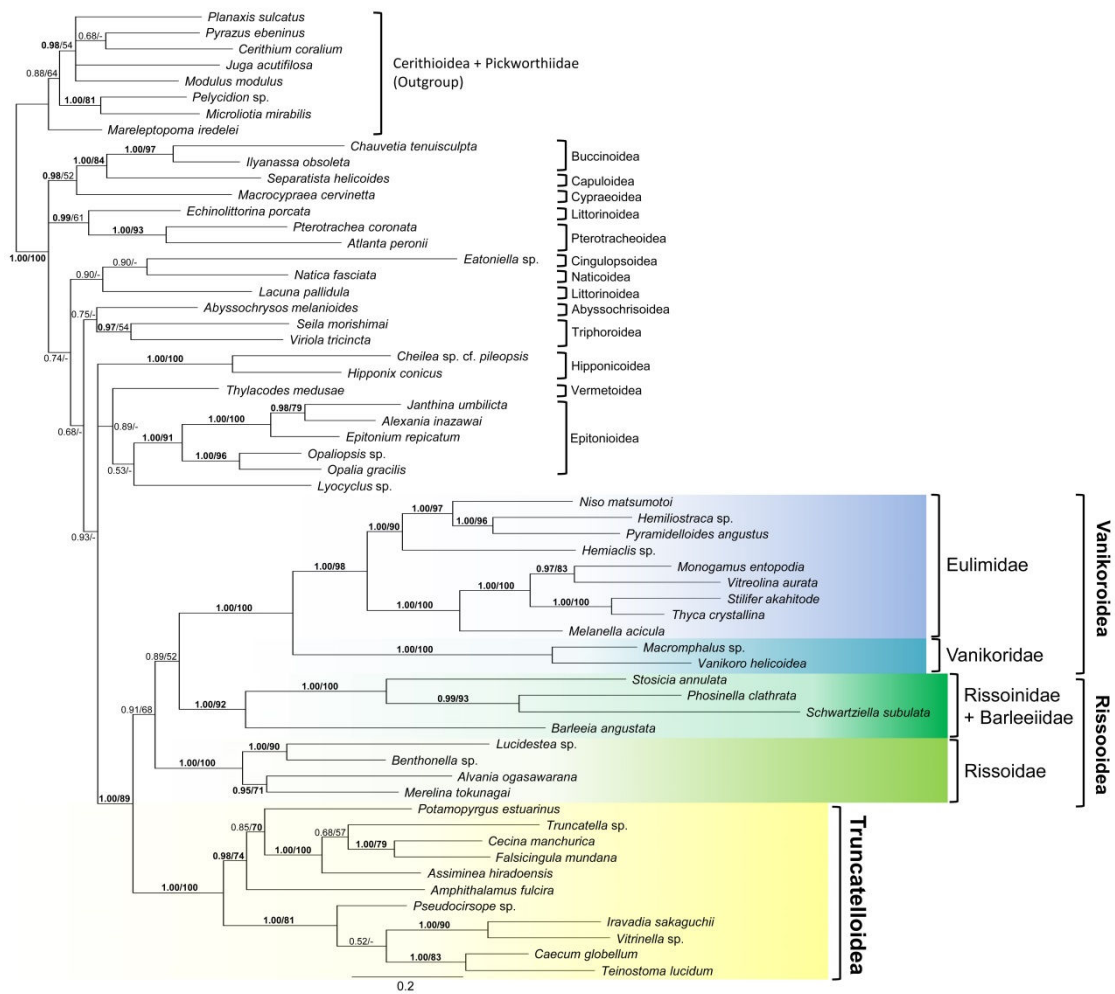 Planaxis sulcatus
0.98/54
0.68/-
Pyrazus ebeninus
Cerithium coralium
0.88/64
Juga acutifilosa
Modulus modulus
1.00/81
Pelycidion sp.
Microliotia mirabilis
Mareleptopoma iredelei
Cerithioidea + Pickworthiidae
(Outgroup)
1.00/97
Chauvetia tenuisculpta
1.00/84
Ilyanassa obsoleta
Buccinoidea
0.98/52
Separatista helicoides
Capuloidea
Macrocypraea cervinetta
Cypraeoidea
0.99/61
Echinolittorina porcata
Littorinoidea
1.00/93
Pterotrachea coronata
Atlanta peronii
Pterotracheoidea
1.00/100
0.90/-
Eatoniella sp.
Cingulopsoidea
0.90/-
Natica fasciata
Naticoidea
Lacuna pallidula
Littorinoidea
0.75/-
Abyssochrysos melanioides
Abyssochrisoidea
0.97/54
Seila morishimai
Viriola tricincta
Triphoroidea
0.74/-
1.00/100
Cheilea sp. cf. pileopsis
Hipponix conicus
Hipponicoidea
Thylacodes medusae
Vermetoidea
0.68/-
0.89/-
0.98/79
Janthina umbilicta
1.00/100
Alexania inazawai
1.00/91
Epitonium repicatum
Epitonioidea
1.00/96
Opaliopsis sp.
0.53/-
Opalia gracilis
Lyocyclus sp.
0.93/-
1.00/97
Niso matsumotoi
1.00/90
1.00/96
Hemiliostraca sp.
Pyramidelloides angustus
Hemiaclis sp.
1.00/98
0.97/83
Monogamus entopodia
1.00/100
Vitreolina aurata
1.00/100
1.00/100
Stilifer akahitode
Thyca crystallina
Melanella acicula
Eulimidae
1.00/100
1.00/100
Macromphalus sp.
Vanikoro helicoidea
Vanikoridae
Vanikoroidea
0.89/52
1.00/100
Stosicia annulata
0.99/93
Phosinella clathrata
1.00/92
Schwartziella subulata
Barleeia angustata
Rissoinidae
+ Barleeiidae
0.91/68
1.00/90
Lucidestea sp.
1.00/100
Benthonella sp.
0.95/71
Alvania ogasawarana
Merelina tokunagai
Rissoidae
Rissooidea
1.00/89
0.85/70
Potamopyrgus estuarinus
0.68/57
Truncatella sp.
0.98/74
1.00/100
1.00/79
Cecina manchurica
Falsicingula mundana
Assiminea hiradoensis
1.00/100
Amphithalamus fulcira
1.00/81
Pseudocirsope sp.
1.00/90
Iravadia sakaguchii
0.52/-
Vitrinella sp.
1.00/83
Caecum globellum
Teinostoma lucidum
Truncatelloidea
0.2